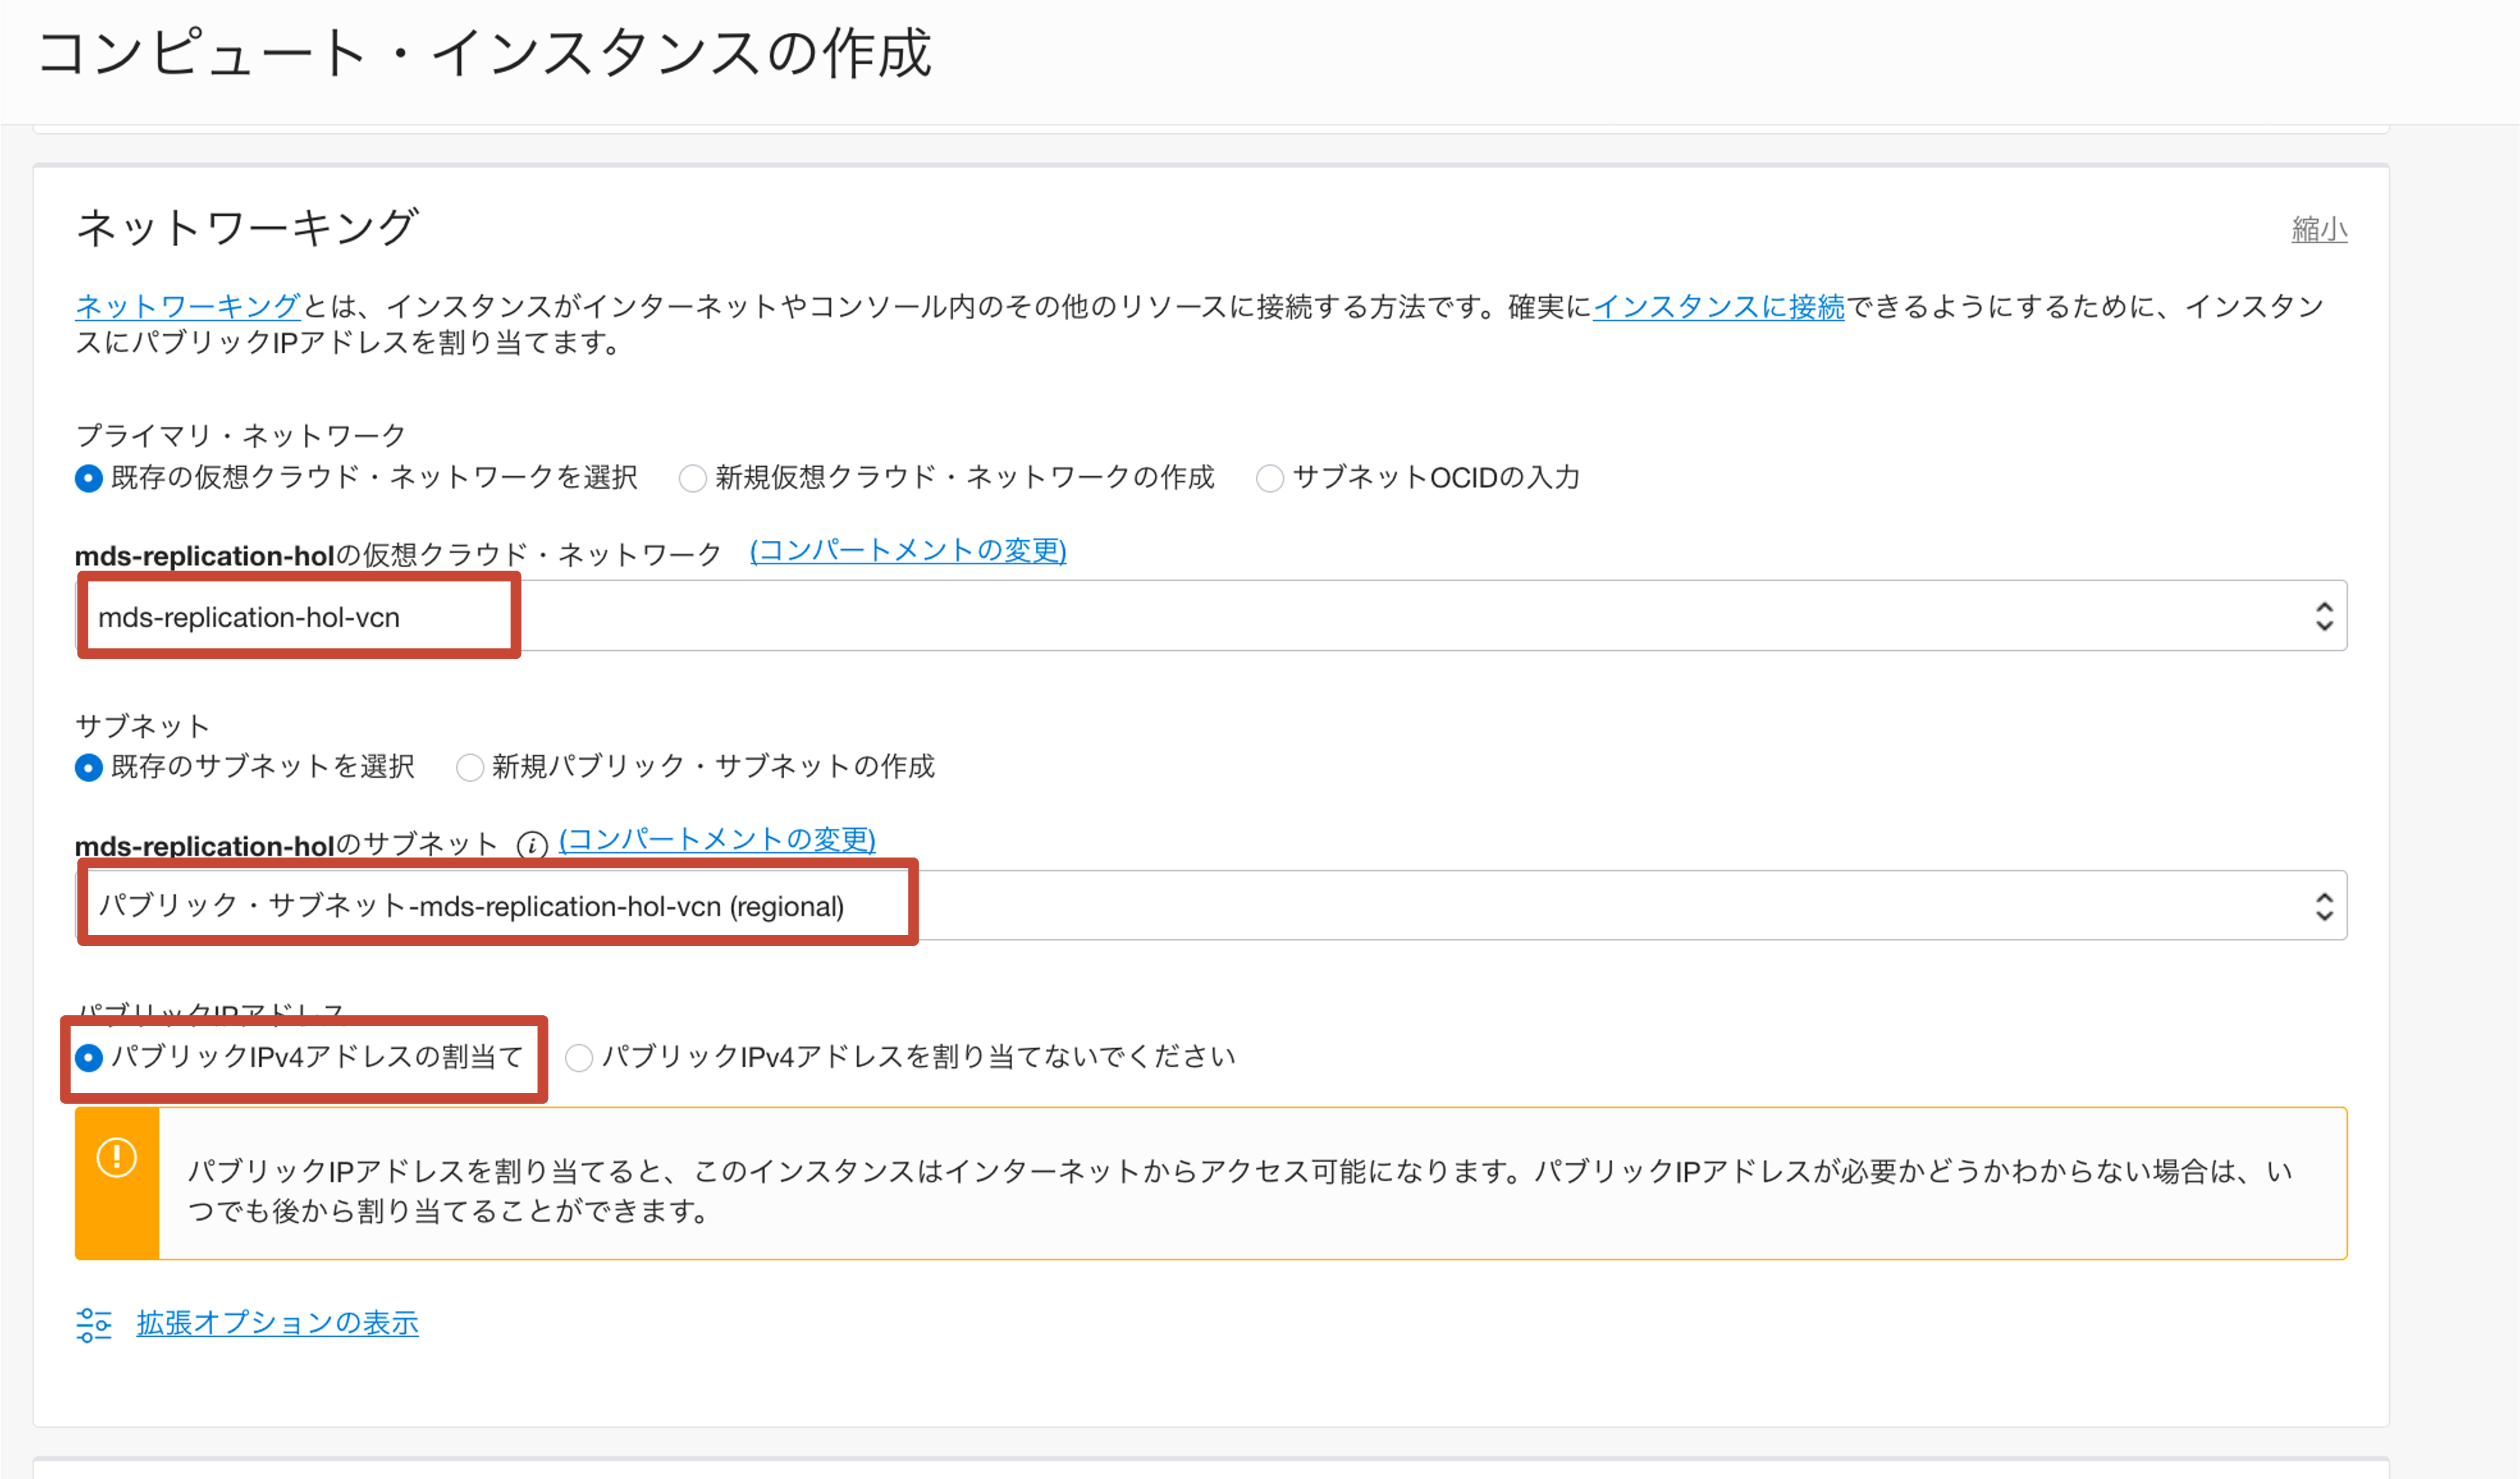 コンピュート・インスタンスの作成
ネットワーキング
縮小
ネットワーキングとは、インスタンスがインターネットやコンソール内のその他のリソースに接続する方法です。確実にインスタンスに接続できるようにするために、インスタン
スにパブリックIPアドレスを割り当てます。
プライマリ・ネットワーク
既存の仮想クラウド・ネットワークを選択 新規仮想クラウド・ネットワークの作成 サブネットOCIDの入力
mds-replication-holの仮想クラウド・ネットワーク (コンパートメントの変更)
mds-replication-hol-vcn
サブネット
既存のサブネットを選択 新規パブリック・サブネットの作成
mds-replication-holのサブネット (コンパートメントの変更)
パブリック・サブネット-mds-replication-hol-vcn (regional)
パブリックIPアドレス
パブリックIPv4アドレスの割当て パブリックIPv4アドレスを割り当てないでください
パブリックIPアドレスを割り当てると、このインスタンスはインターネットからアクセス可能になります。パブリックIPアドレスが必要かどうかわからない場合は、い
つでも後から割り当てることができます。
拡張オプションの表示